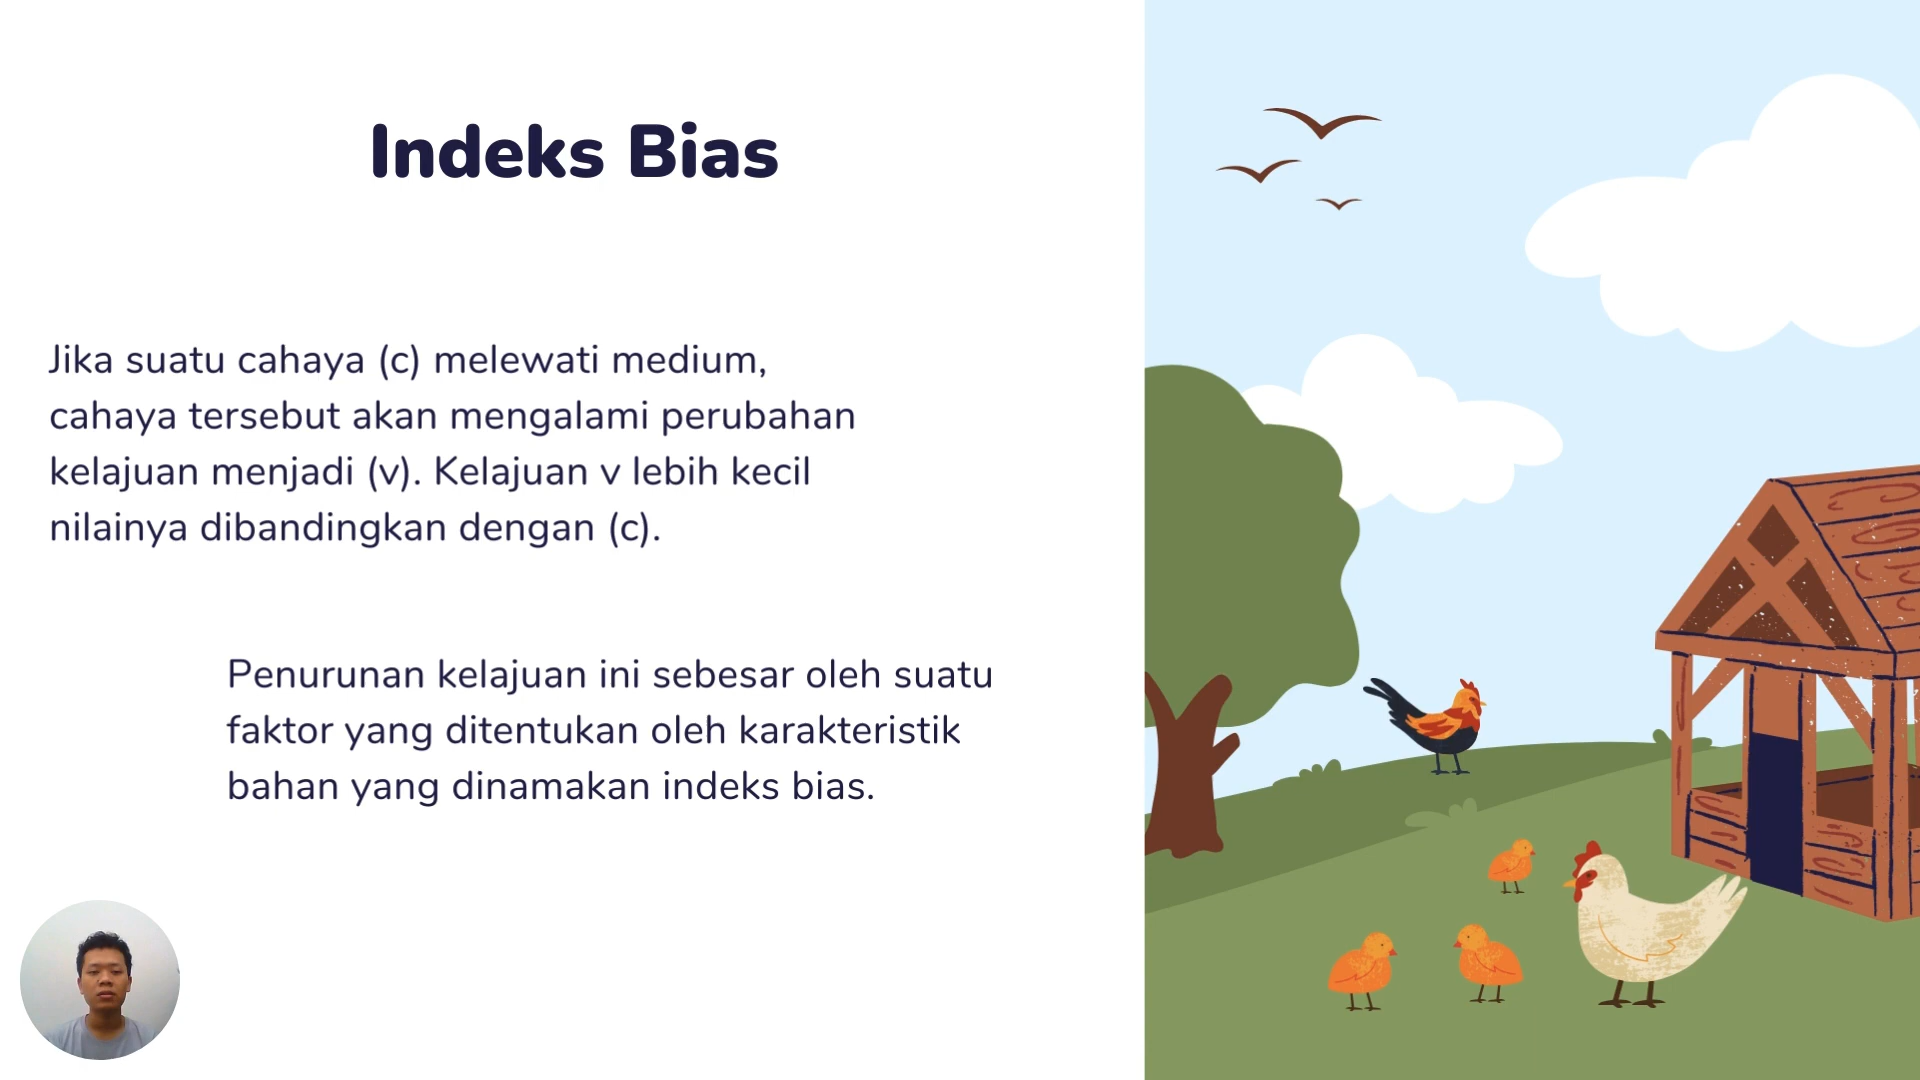 Indeks Bias
Jika suatu cahaya (c) melewati medium,
cahaya tersebut akan mengalami perubahan
kelajuan menjadi (v). Kelajuan v lebih kecil
nilainya dibandingkan dengan (c).
Penurunan kelajuan ini sebesar oleh suatu
faktor yang ditentukan oleh karakteristik
bahan yang dinamakan indeks bias.